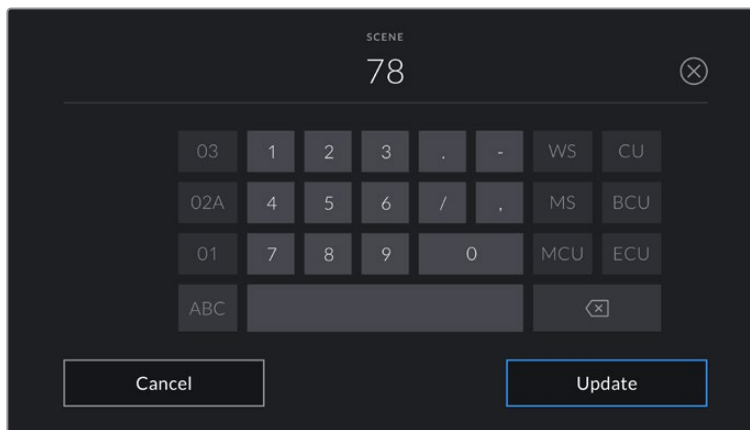 SCENE
78
03 1 2 3 . - WS CU
02A 4 5 6 / , MS BCU
01 7 8 9 0 MCU ECU
ABC
Cancel Update